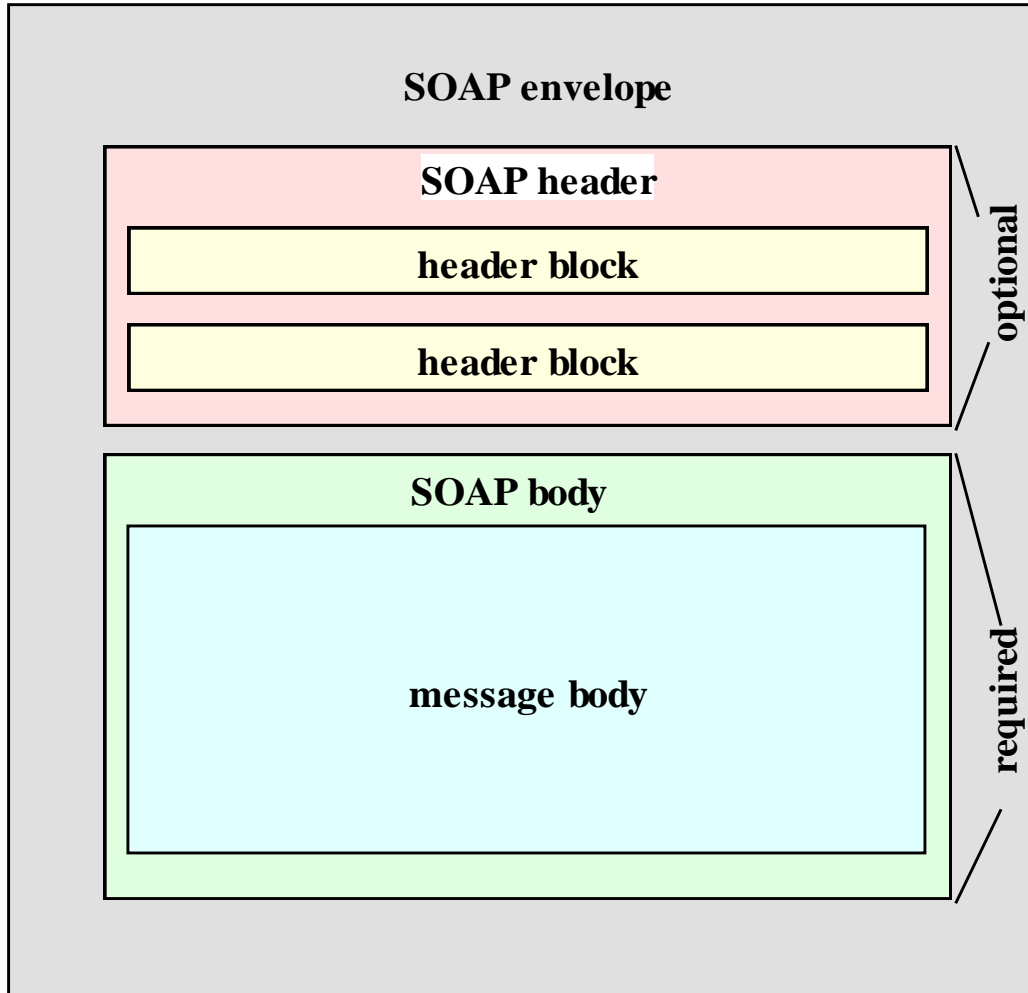 SOAP envelope
SOAP header
header block
header block
optional
SOAP body
message body
required